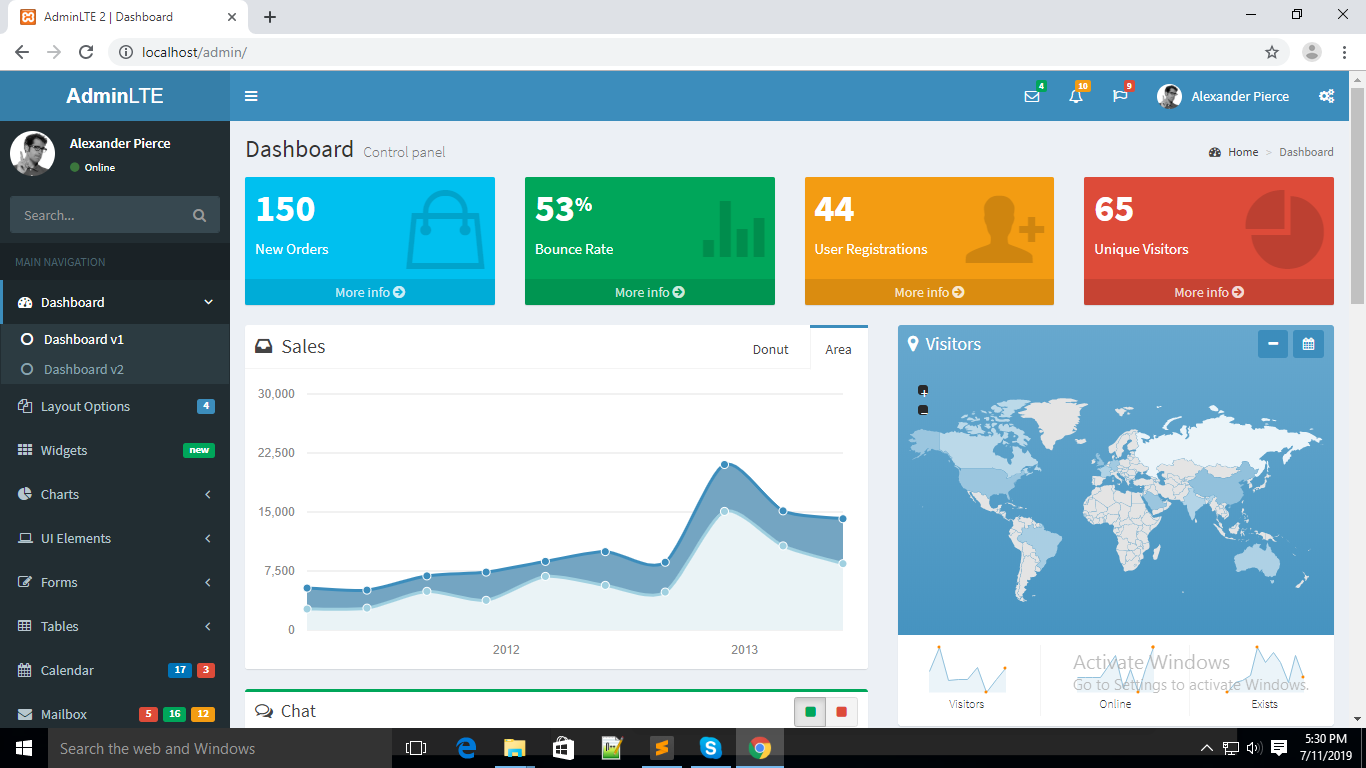 AdminLTE 2 | Dashboard
localhost/admin/
AdminLTE
4
10
9
Alexander Pierce
Alexander Pierce
Online
Search...
MAIN NAVIGATION
Dashboard
Dashboard v1
Dashboard v2
Layout Options 4
Widgets new
Charts
UI Elements
Forms
Tables
Calendar 17 3
Mailbox 5 16 12
Dashboard Control panel
Home > Dashboard
150
New Orders
More info
53%
Bounce Rate
More info
44
User Registrations
More info
65
Unique Visitors
More info
Sales
Donut
Area
30,000
22,500
15,000
7,500
0
2012
2013
Visitors
+
−
Visitors
Online
Exists
Activate Windows
Go to Settings to activate Windows.
Chat
Search the web and Windows
5:30 PM
7/11/2019